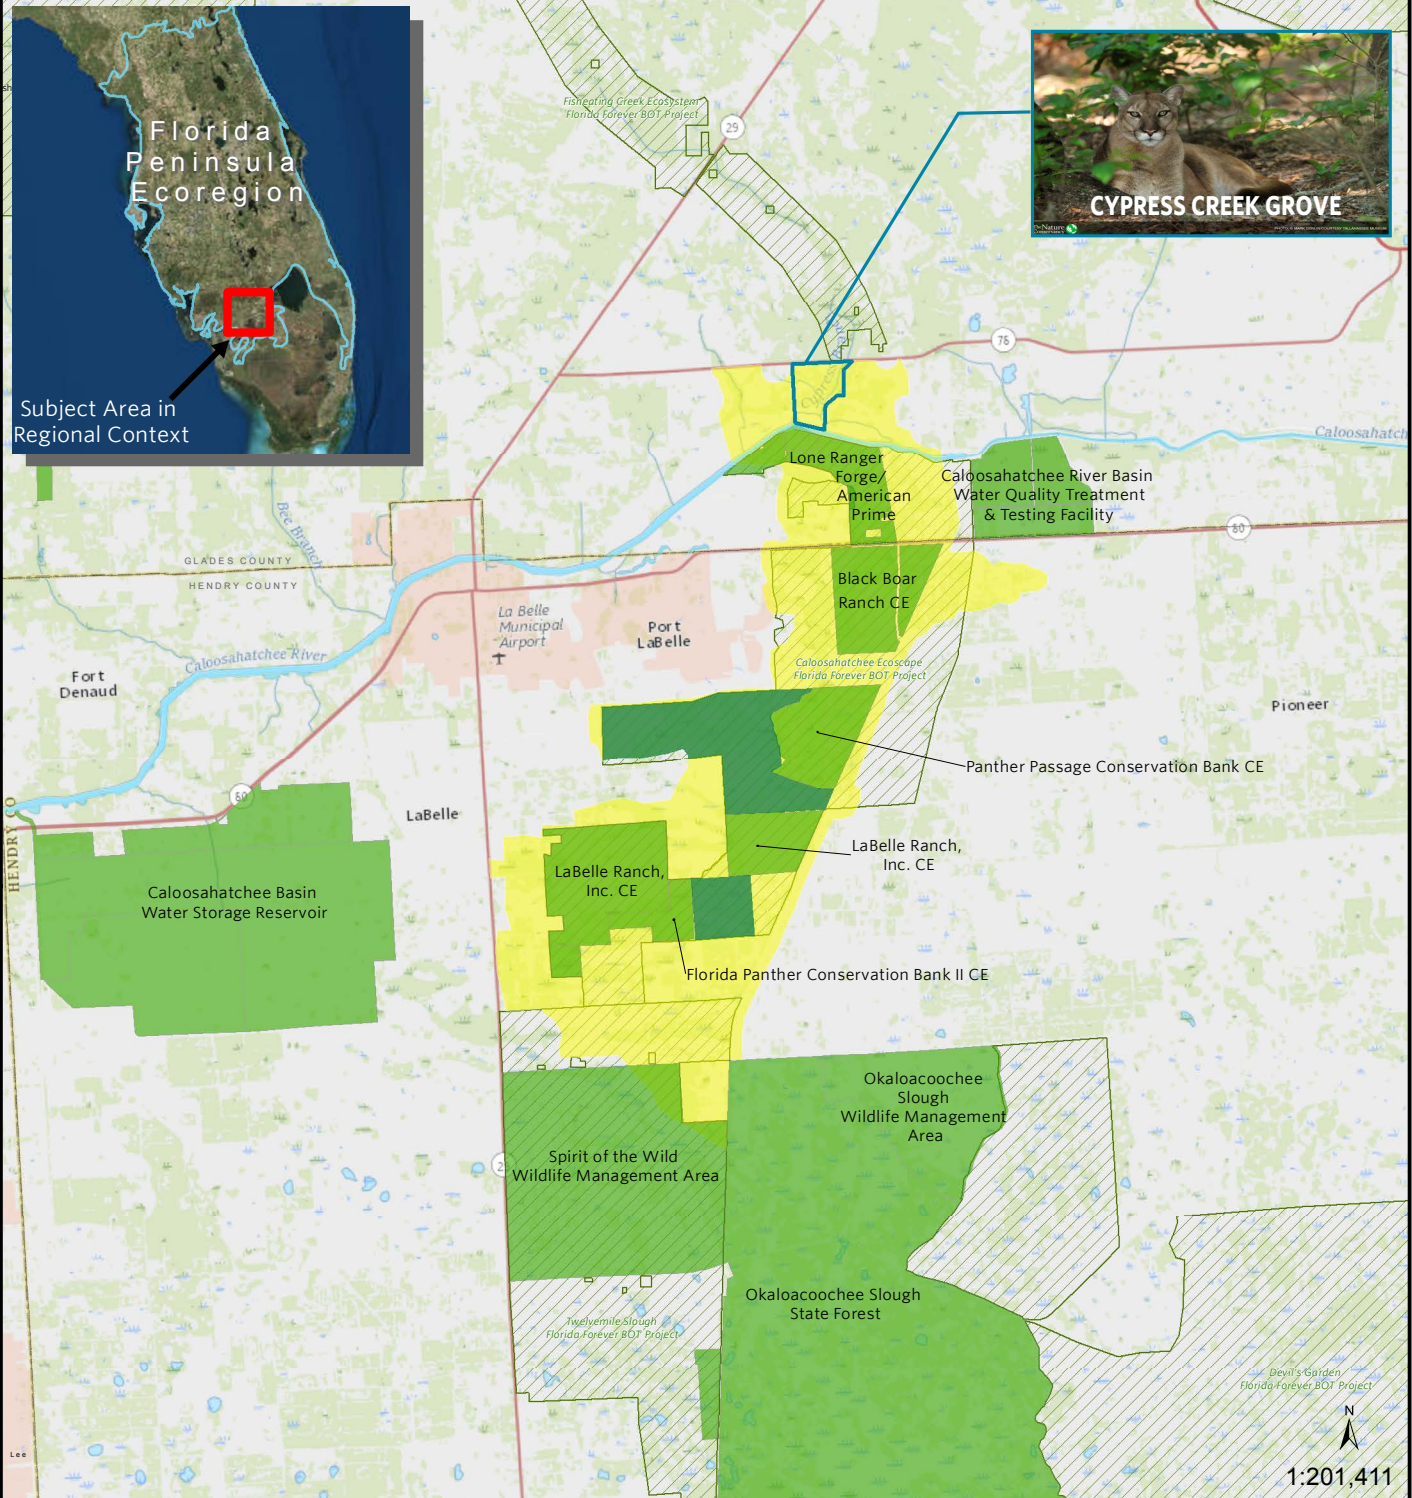 Florida
Peninsula
Ecoregion
Subject Area in
Regional Context
Fisheating Creek Ecosystem
Florida Forever BOT Project
29
CYPRESS CREEK GROVE
78
Caloosahatch
Lone Ranger
Forge/
American
Prime
Caloosahatchee River Basin
Water Quality Treatment
& Testing Facility
80
Bee Branch
GLADES COUNTY
HENDRY COUNTY
La Belle
Municipal
Airport
Port
LaBelle
Black Boar
Ranch CE
Caloosahatchee River
Fort
Denaud
Caloosahatchee Ecoscape
Florida Forever BOT Project
Pioneer
Panther Passage Conservation Bank CE
80
HENDRY CO
LaBelle
LaBelle Ranch,
Inc. CE
LaBelle Ranch,
Inc. CE
Caloosahatchee Basin
Water Storage Reservoir
Florida Panther Conservation Bank II CE
Okaloacoochee
Slough
Wildlife Management
Area
Spirit of the Wild
Wildlife Management Area
Okaloacoochee Slough
State Forest
Twelvemile Slough
Florida Forever BOT Project
Devil's Garden
Florida Forever BOT Project
N
Lee
1:201,411